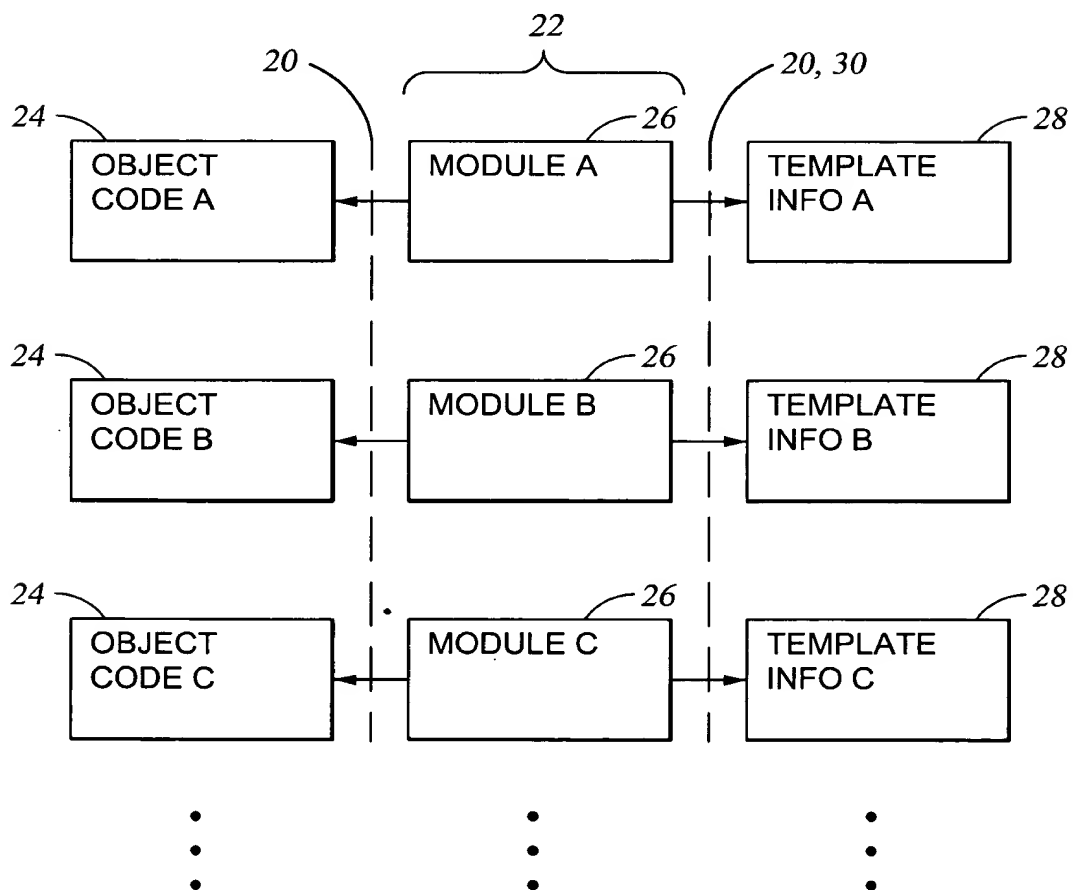 22
20
20, 30
24
26
28
OBJECT
CODE A
MODULE A
TEMPLATE
INFO A
24
26
28
OBJECT
CODE B
MODULE B
TEMPLATE
INFO B
24
26
28
OBJECT
CODE C
MODULE C
TEMPLATE
INFO C